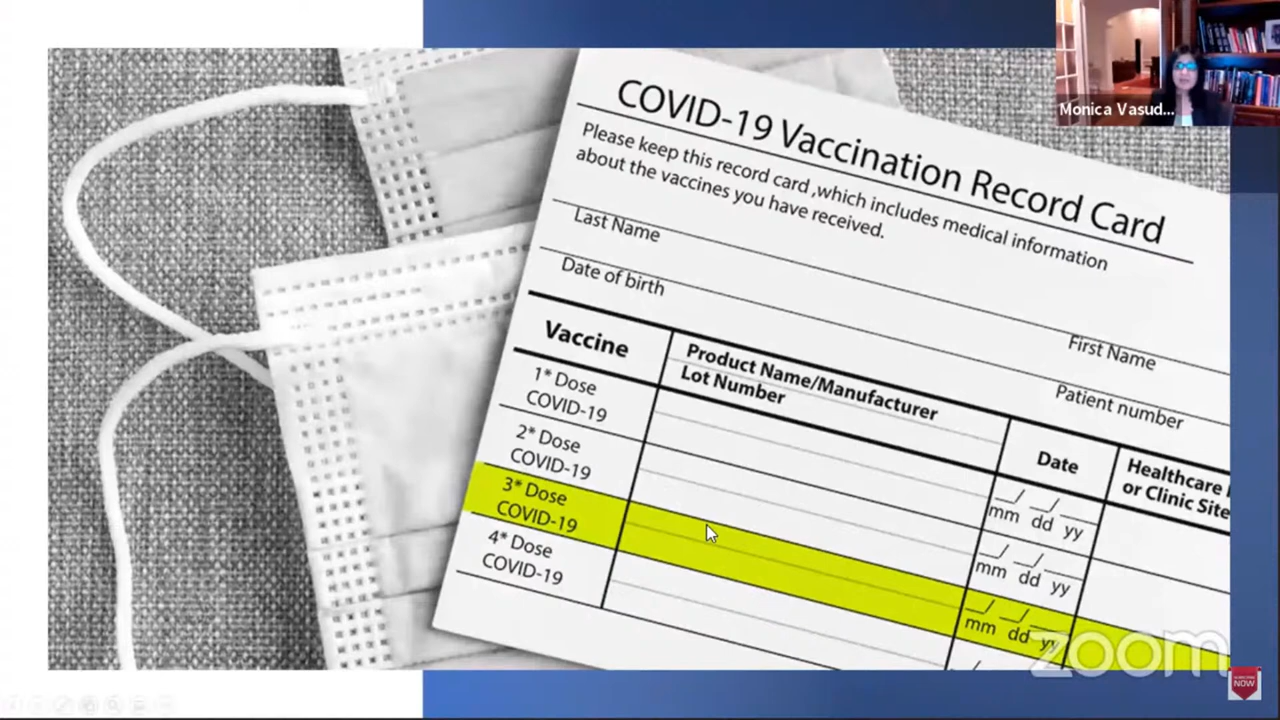 Monica Vasud...
COVID-19 Vaccination Record Card
Please keep this record card ,which includes medical information
about the vaccines you have received.
Last Name
First Name
Date of birth
Patient number
Vaccine
Product Name/Manufacturer
Lot Number
Date
Healthcare
or Clinic Site
1* Dose
COVID-19
mm dd yy
2* Dose
COVID-19
mm dd yy
3* Dose
COVID-19
mm dd yy
4* Dose
COVID-19
zoom
SUBSCRIBE
NOW